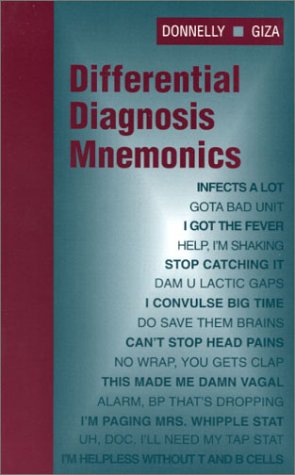 DONNELLY ■ GIZA
Differential
Diagnosis
Mnemonics
INFECTS A LOT
GOTA BAD UNIT
I GOT THE FEVER
HELP, I'M SHAKING
STOP CATCHING IT
DAM U LACTIC GAPS
I CONVULSE BIG TIME
DO SAVE THEM BRAINS
CAN'T STOP HEAD PAINS
NO WRAP, YOU GETS CLAP
THIS MADE ME DAMN VAGAL
ALARM, BP THAT'S DROPPING
I'M PAGING MRS. WHIPPLE STAT
UH, DOC, I'LL NEED MY TAP STAT
I'M HELPLESS WITHOUT T AND B CELLS